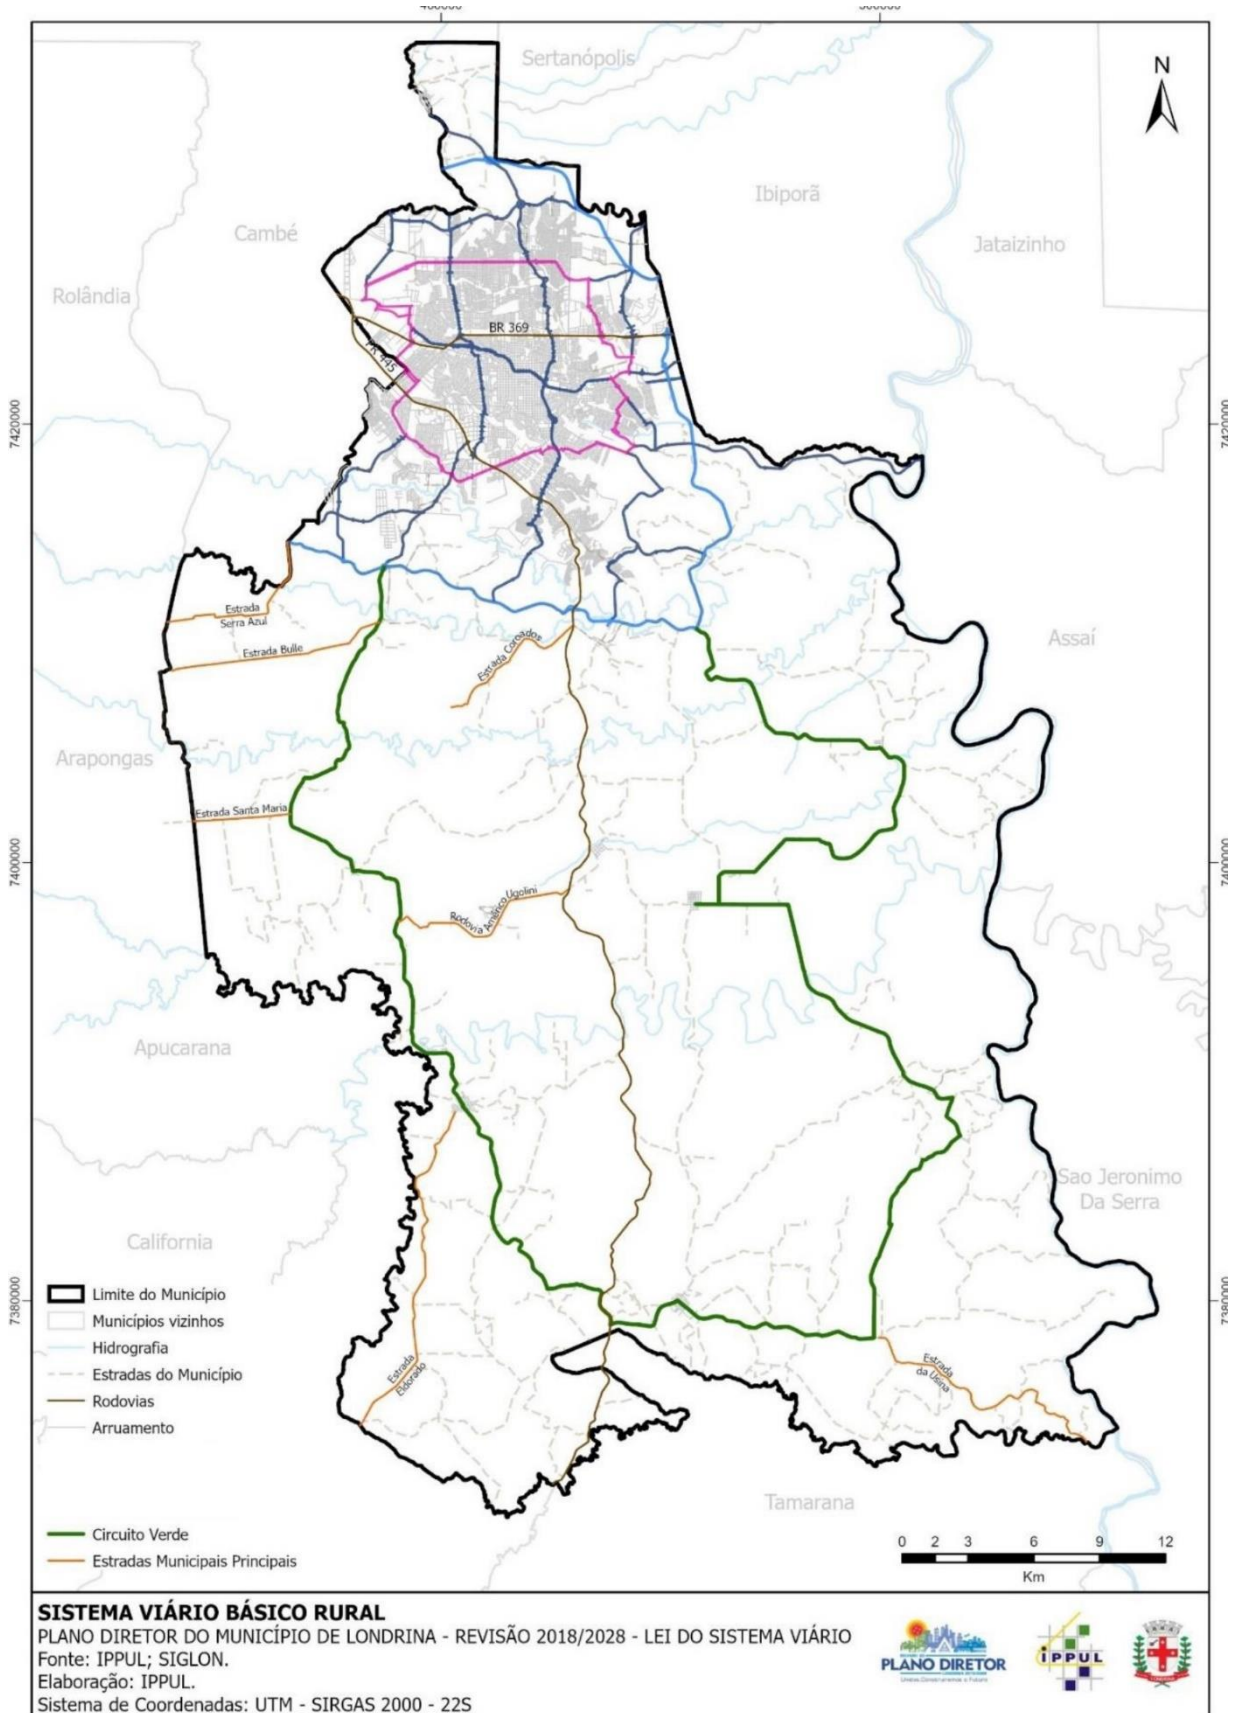 Sertanópolis
N
Ibiporã
Cambé
Jataizinho
Rolândia
BR 369
PR 445
7420000
7420000
Estrada
Serra Azul
Assaí
Estrada Bulle
Estrada Coroados
Arapongas
Estrada Santa Maria
7400000
7400000
Rodovia Américo Ugolini
Apucarana
Sao Jeronimo
Da Serra
California
7380000
7380000
Limite do Município
Municípios vizinhos
Hidrografia
Estradas do Município
Rodovias
Arruamento
Estrada
Eldorado
Estrada
da Usina
Tamarana
Circuito Verde
Estradas Municipais Principais
0 2 3 6 9 12
Km
SISTEMA VIÁRIO BÁSICO RURAL
PLANO DIRETOR DO MUNICÍPIO DE LONDRINA - REVISÃO 2018/2028 - LEI DO SISTEMA VIÁRIO
Fonte: IPPUL; SIGLON.
Elaboração: IPPUL.
Sistema de Coordenadas: UTM - SIRGAS 2000 - 22S
PLANO DIRETOR
IPPUL